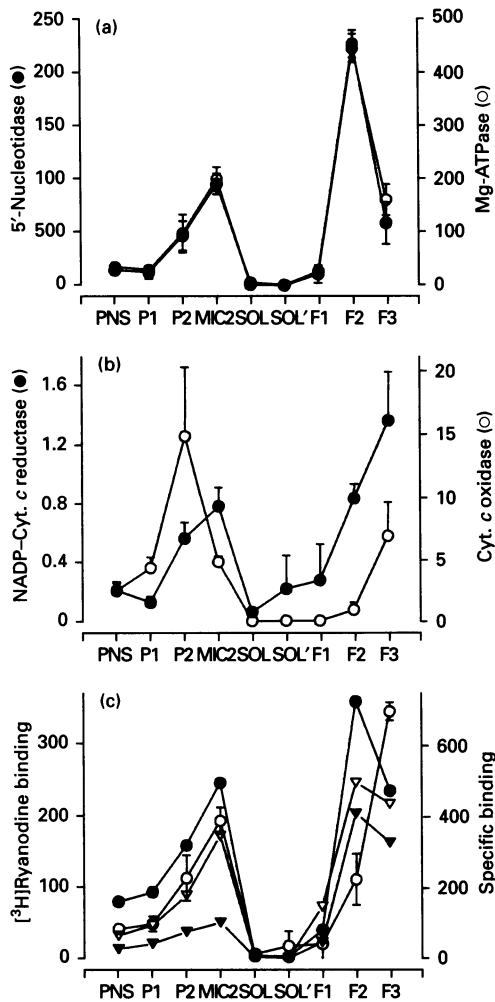 (a)
5′-Nucleotidase (●)
250
200
150
100
500
0
Mg-ATPase (○)
500
400
300
200
100
0
PNS P1 P2 MIC2 SOL SOL′ F1 F2 F3
(b)
NADP–Cyt. c reductase (●)
1.6
1.2
0.8
0.4
0
Cyt. c oxidase (○)
20
15
10
5
0
PNS P1 P2 MIC2 SOL SOL′ F1 F2 F3
(c)
[³H]Ryanodine binding
300
200
100
0
Specific binding
600
400
200
0
PNS P1 P2 MIC2 SOL SOL′ F1 F2 F3